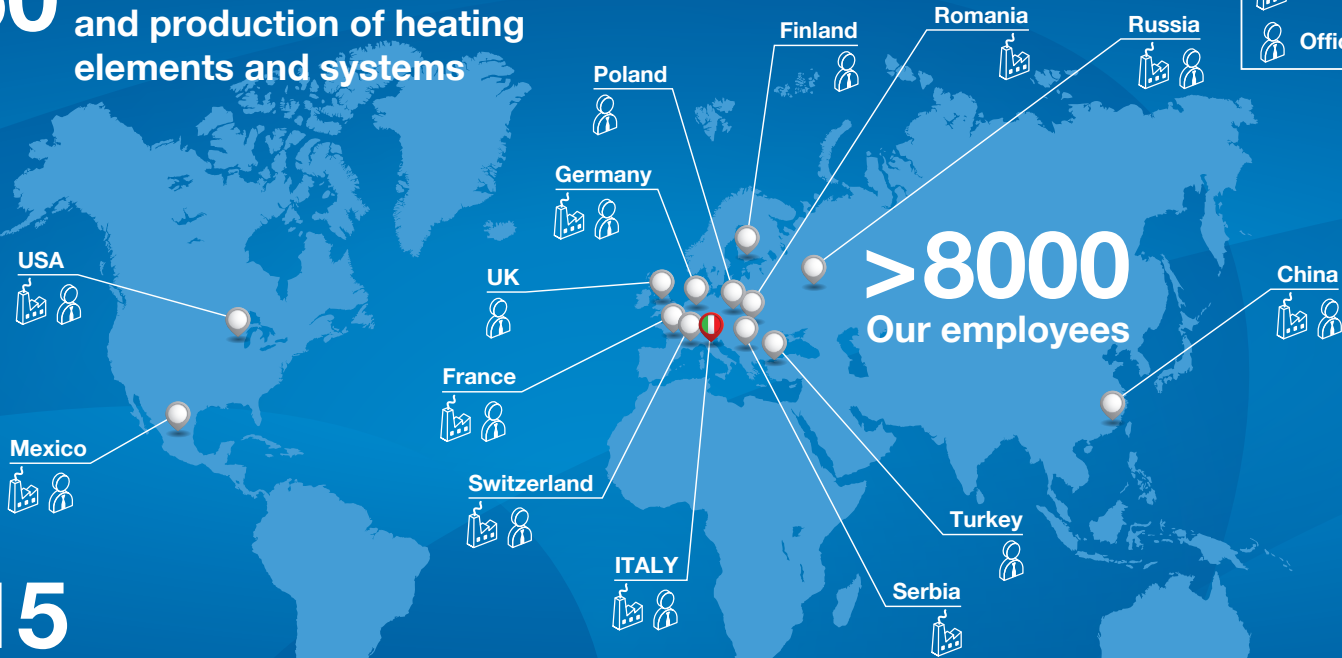 and production of heating
elements and systems
Finland
Romania
Russia
Poland
Germany
USA
UK
>8000
Our employees
China
France
Mexico
Switzerland
Turkey
ITALY
Serbia
15